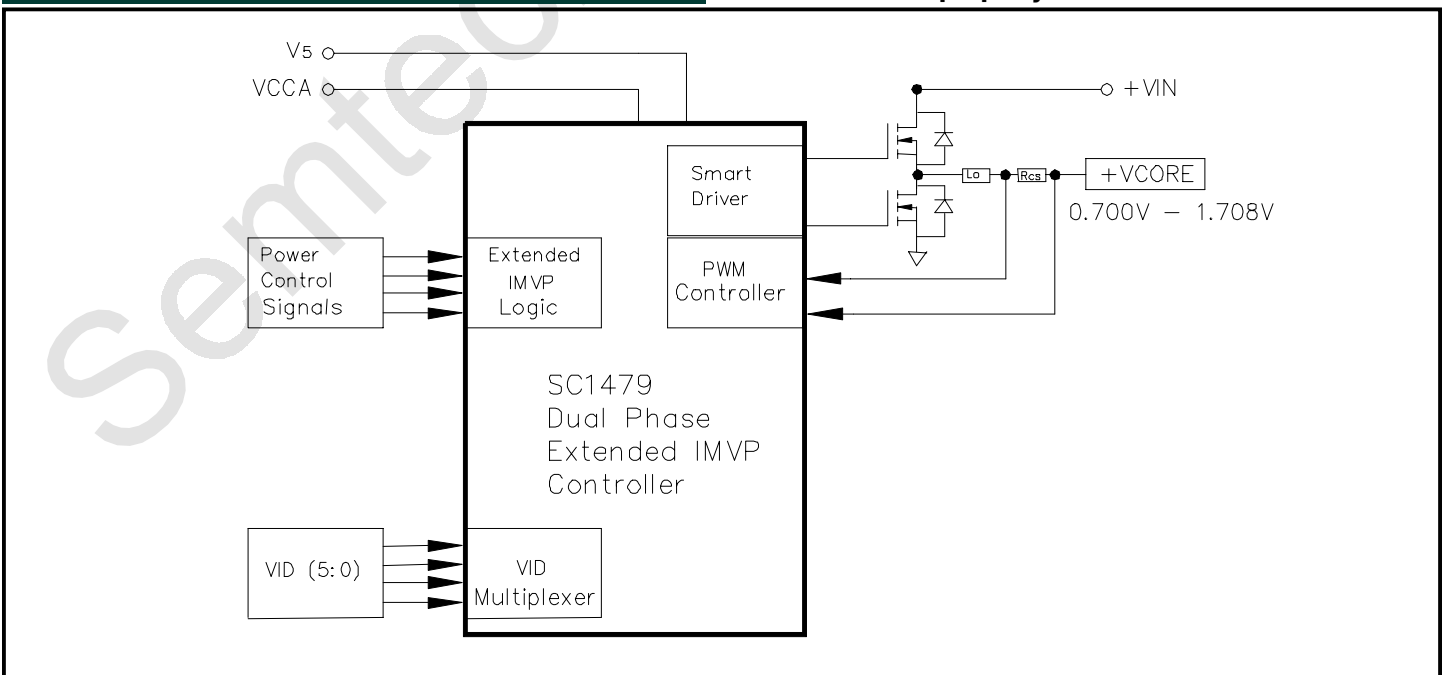 V5
VCCA
+VIN
Smart
Driver
Lo
Rcs
+VCORE
0.700V – 1.708V
Power
Control
Signals
Extended
IMVP
Logic
PWM
Controller
SC1479
Dual Phase
Extended IMVP
Controller
VID (5:0)
VID
Multiplexer
Semtec